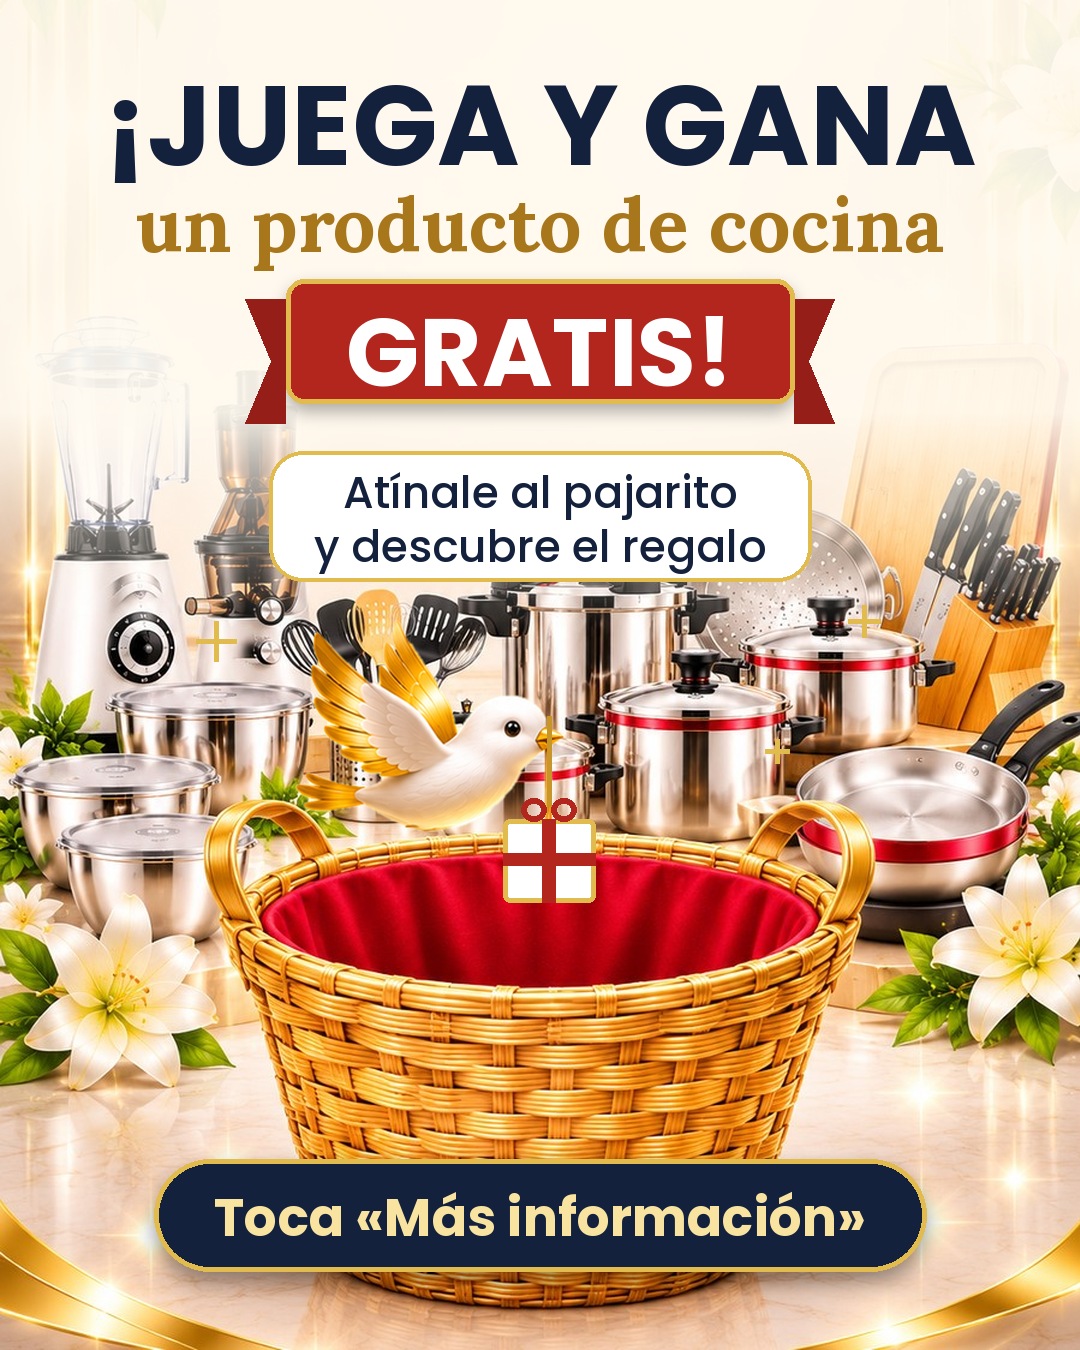 ¡JUEGA Y GANA
un producto de cocina
GRATIS!
Atínale al pajarito
y descubre el regalo
Toca «Más información»